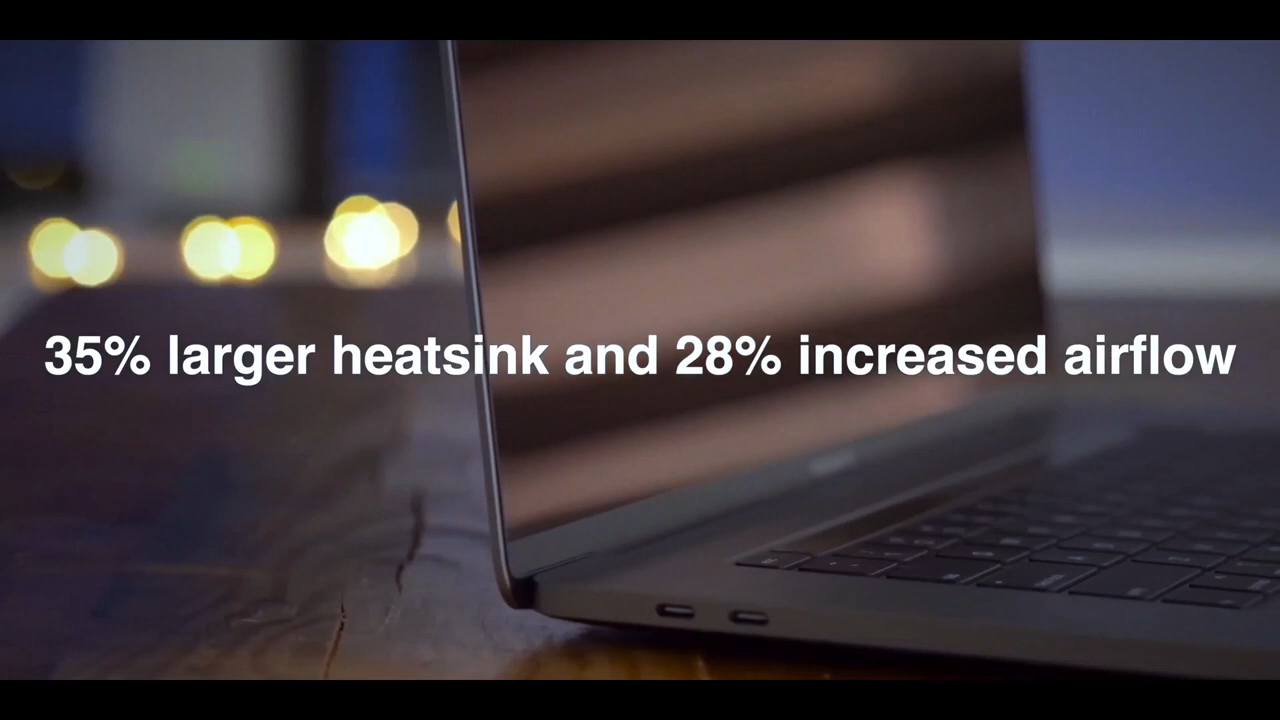 35% larger heatsink and 28% increased airflow